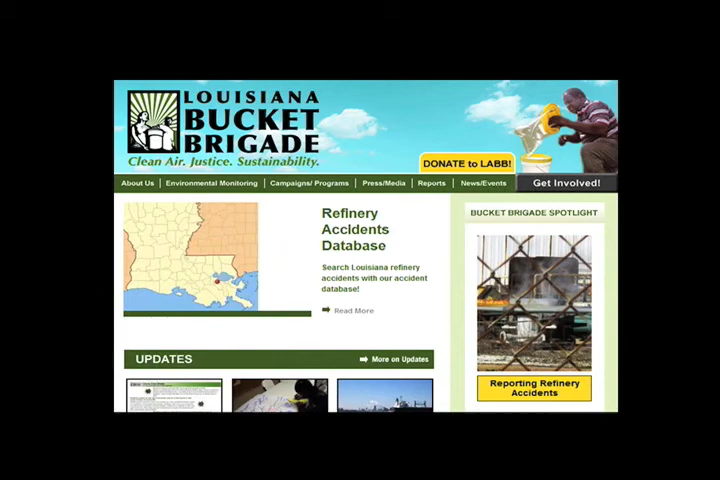 LOUISIANA
BUCKET
BRIGADE
Clean Air. Justice. Sustainability.
DONATE to LABB!
About Us
Environmental Monitoring
Campaigns/ Programs
Press/Media
Reports
News/Events
Get Involved!
Refinery
Accidents
Database
Search Louisiana refinery
accidents with our accident
database!
Read More
BUCKET BRIGADE SPOTLIGHT
Reporting Refinery
Accidents
UPDATES
More on Updates